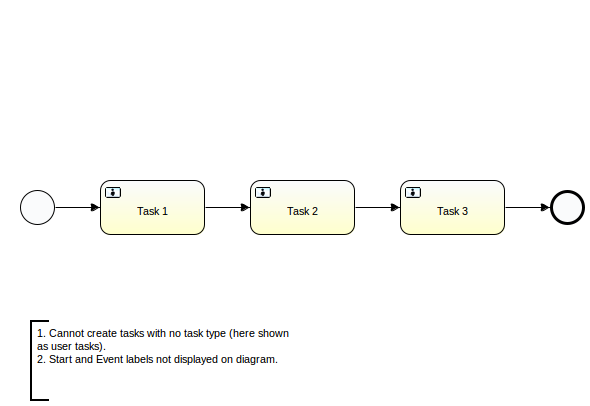 Task 1
Task 2
Task 3
1. Cannot create tasks with no task type (here shown
as user tasks).
2. Start and Event labels not displayed on diagram.